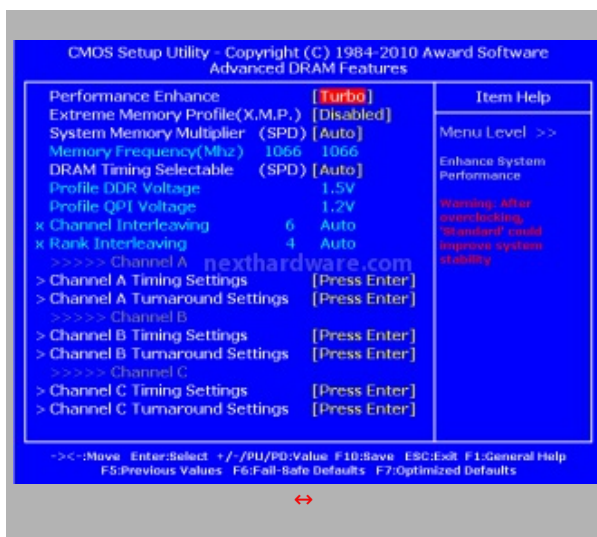 CMOS Setup Utility - Copyright (C) 1984-2010 Award Software
Advanced DRAM Features
Performance Enhance [Turbo]
Extreme Memory Profile(X.M.P.) [Disabled]
System Memory Multiplier (SPD) [Auto]
Memory Frequency(Mhz) 1066 1066
DRAM Timing Selectable (SPD) [Auto]
Profile DDR Voltage 1.5V
Profile QPI Voltage 1.2V
x Channel Interleaving 6 Auto
x Rank Interleaving 4 Auto
>>>>> Channel A
> Channel A Timing Settings [Press Enter]
> Channel A Turnaround Settings [Press Enter]
>>>>> Channel B
> Channel B Timing Settings [Press Enter]
> Channel B Turnaround Settings [Press Enter]
>>>>> Channel C
> Channel C Timing Settings [Press Enter]
> Channel C Turnaround Settings [Press Enter]
Item Help
Menu Level >>
Enhance System
Performance
Warning: After
overclocking,
'Standard' could
improve system
stability
nexthardware.com
-><-:Move Enter:Select +/-/PU/PD:Value F10:Save ESC:Exit F1:General Help
F5:Previous Values F6:Fail-Safe Defaults F7:Optimized Defaults